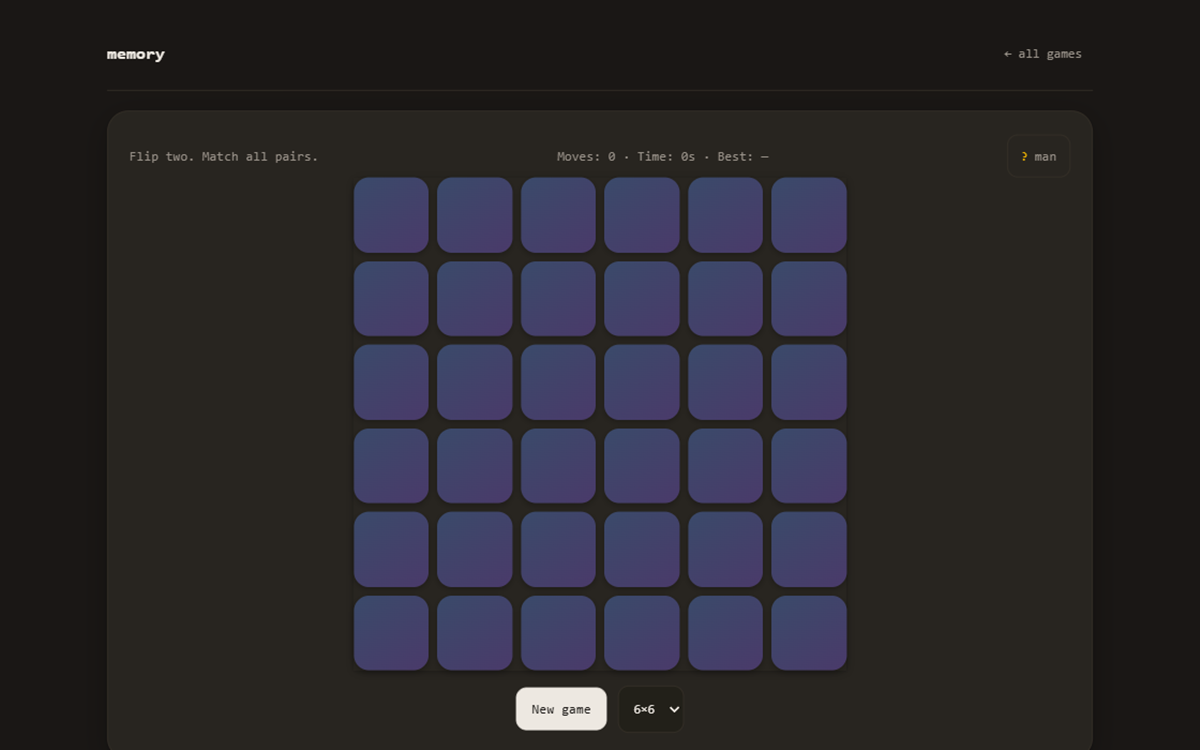 memory
← all games
Flip two. Match all pairs.
Moves: 0 · Time: 0s · Best: —
? man
New game
6×6